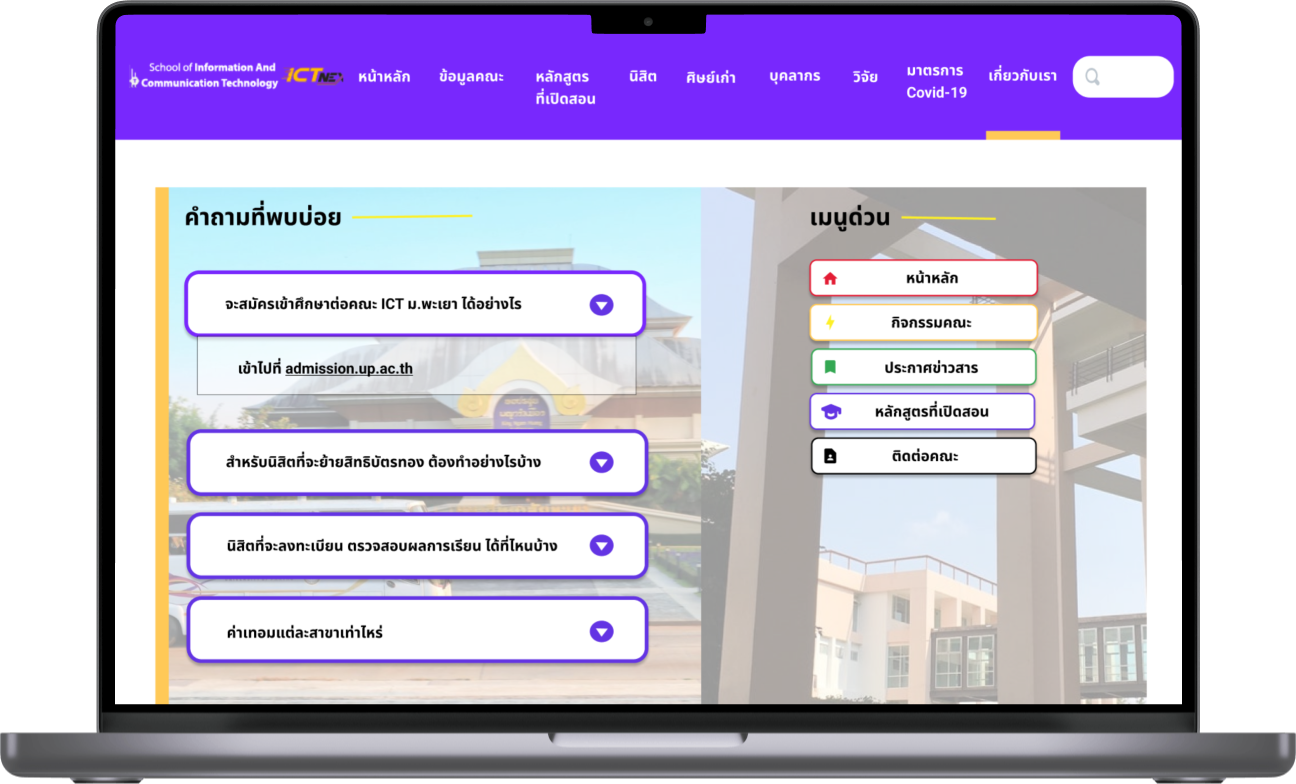 School of Information And
Communication Technology
ICT
หน้าหลัก
ข้อมูลคณะ
หลักสูตร
ที่เปิดสอน
นิสิต
ศิษย์เก่า
บุคลากร
วิจัย
มาตรการ
Covid-19
เกี่ยวกับเรา
คำถามที่พบบ่อย
จะสมัครเข้าศึกษาต่อคณะ ICT ม.พะเยา ได้อย่างไร
เข้าไปที่ admission.up.ac.th
สำหรับนิสิตที่จะย้ายสิทธิบัตรทอง ต้องทำอย่างไรบ้าง
นิสิตที่จะลงทะเบียน ตรวจสอบผลการเรียน ได้ที่ไหนบ้าง
ค่าเทอมแต่ละสาขาเท่าไหร่
เมนูด่วน
หน้าหลัก
กิจกรรมคณะ
ประกาศข่าวสาร
หลักสูตรที่เปิดสอน
ติดต่อคณะ